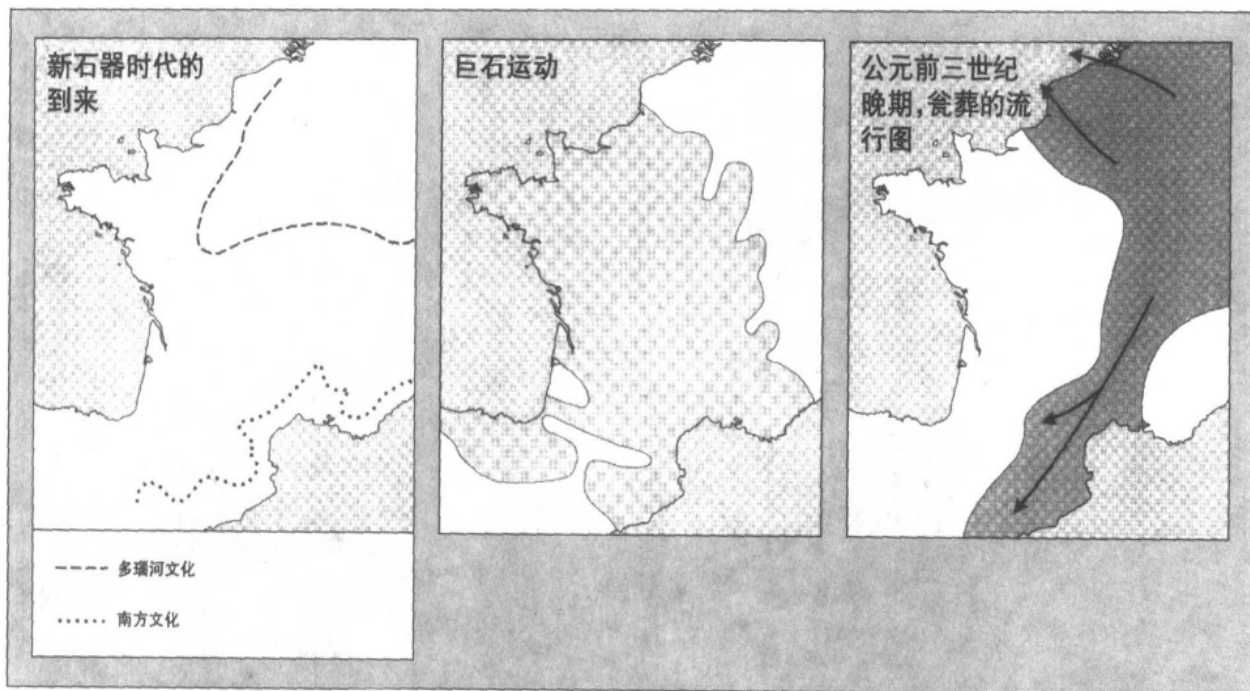 新石器时代的
到来
巨石运动
公元前三世纪
晚期,瓮葬的流
行图
多瑙河文化
南方文化